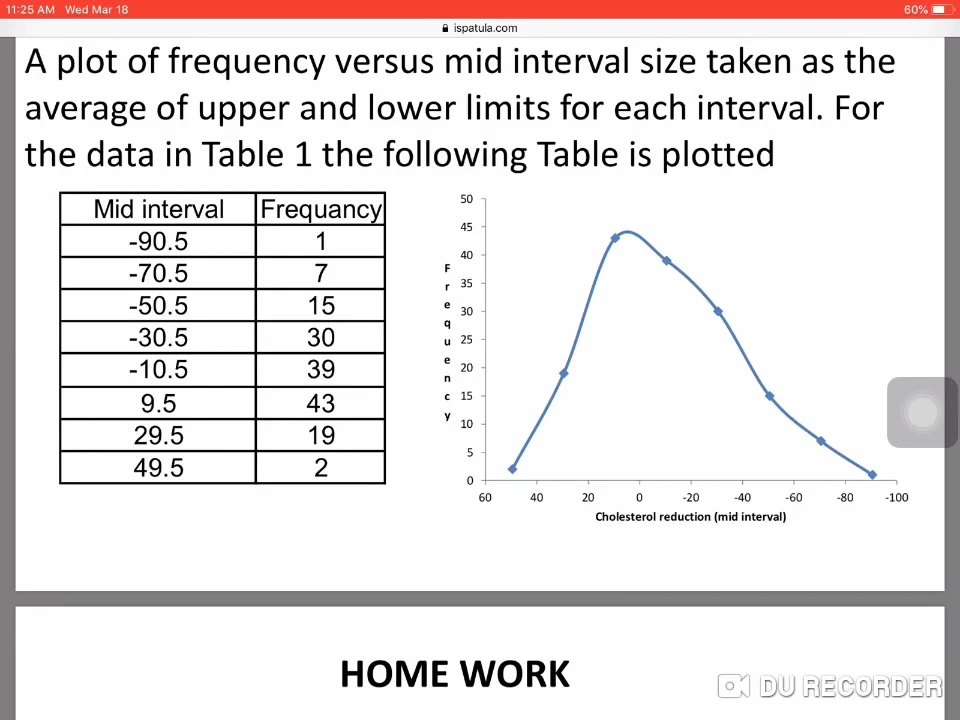 11:25 AM Wed Mar 18
60%
ispatula.com
A plot of frequency versus mid interval size taken as the
average of upper and lower limits for each interval. For
the data in Table 1 the following Table is plotted
Mid interval Frequancy
-90.5 1
-70.5 7
-50.5 15
-30.5 30
-10.5 39
9.5 43
29.5 19
49.5 2
Frequency
50
45
40
35
30
25
20
15
10
5
0
60 40 20 0 -20 -40 -60 -80 -100
Cholesterol reduction (mid interval)
HOME WORK
DU RECORDER